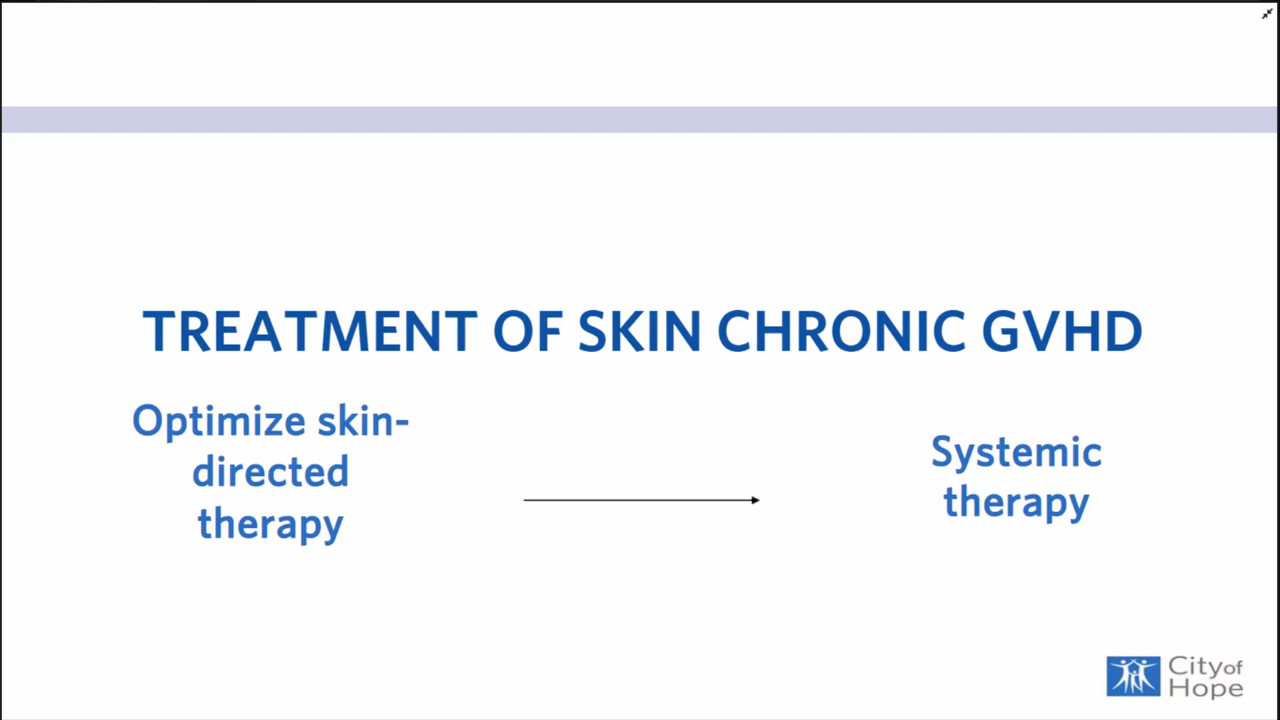 TREATMENT OF SKIN CHRONIC GVHD
Optimize skin-
directed
therapy
Systemic
therapy
City of
Hope